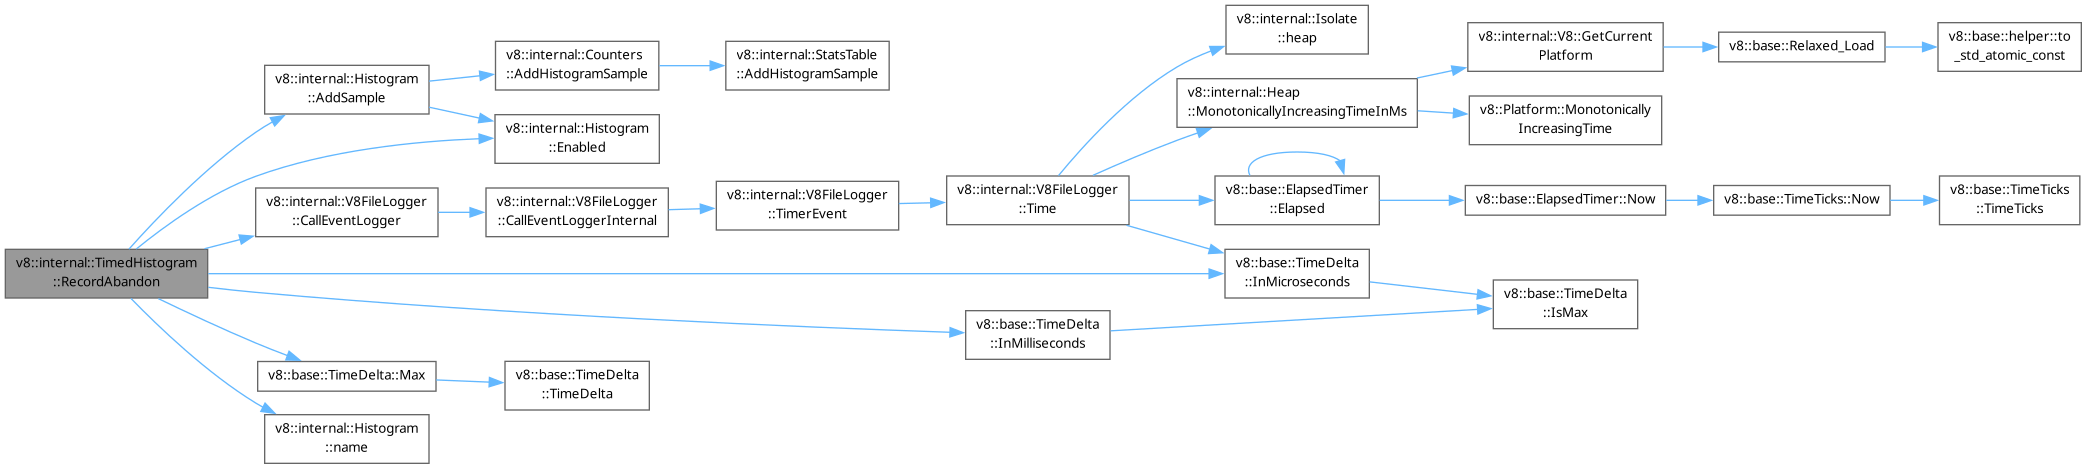 v8::internal::TimedHistogram
::RecordAbandon
v8::internal::Histogram
::AddSample
v8::internal::Counters
::AddHistogramSample
v8::internal::StatsTable
::AddHistogramSample
v8::internal::Histogram
::Enabled
v8::internal::V8FileLogger
::CallEventLogger
v8::internal::V8FileLogger
::CallEventLoggerInternal
v8::internal::V8FileLogger
::TimerEvent
v8::internal::V8FileLogger
::Time
v8::internal::Isolate
::heap
v8::internal::Heap
::MonotonicallyIncreasingTimeInMs
v8::internal::V8::GetCurrent
Platform
v8::base::Relaxed_Load
v8::base::helper::to
_std_atomic_const
v8::Platform::Monotonically
IncreasingTime
v8::base::ElapsedTimer
::Elapsed
v8::base::ElapsedTimer::Now
v8::base::TimeTicks::Now
v8::base::TimeTicks
::TimeTicks
v8::base::TimeDelta
::InMicroseconds
v8::base::TimeDelta
::IsMax
v8::base::TimeDelta
::InMilliseconds
v8::base::TimeDelta::Max
v8::base::TimeDelta
::TimeDelta
v8::internal::Histogram
::name